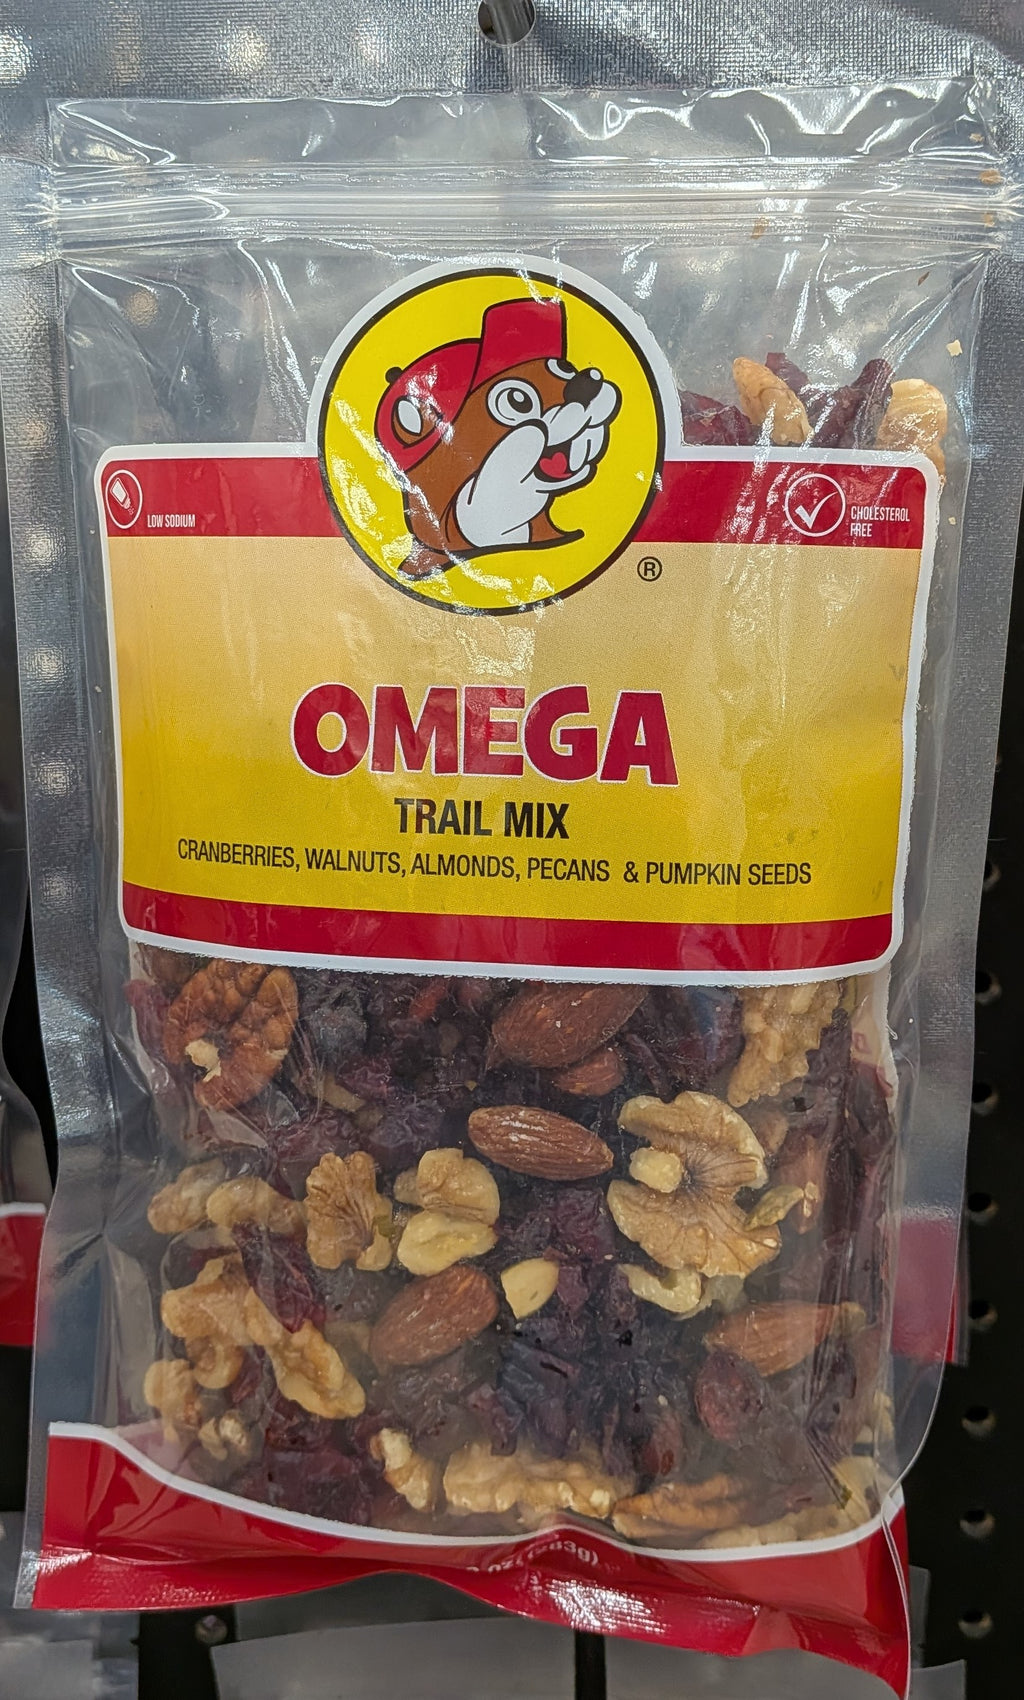 LOW SODIUM
CHOLESTEROL
FREE
®
OMEGA
TRAIL MIX
CRANBERRIES, WALNUTS, ALMONDS, PECANS & PUMPKIN SEEDS